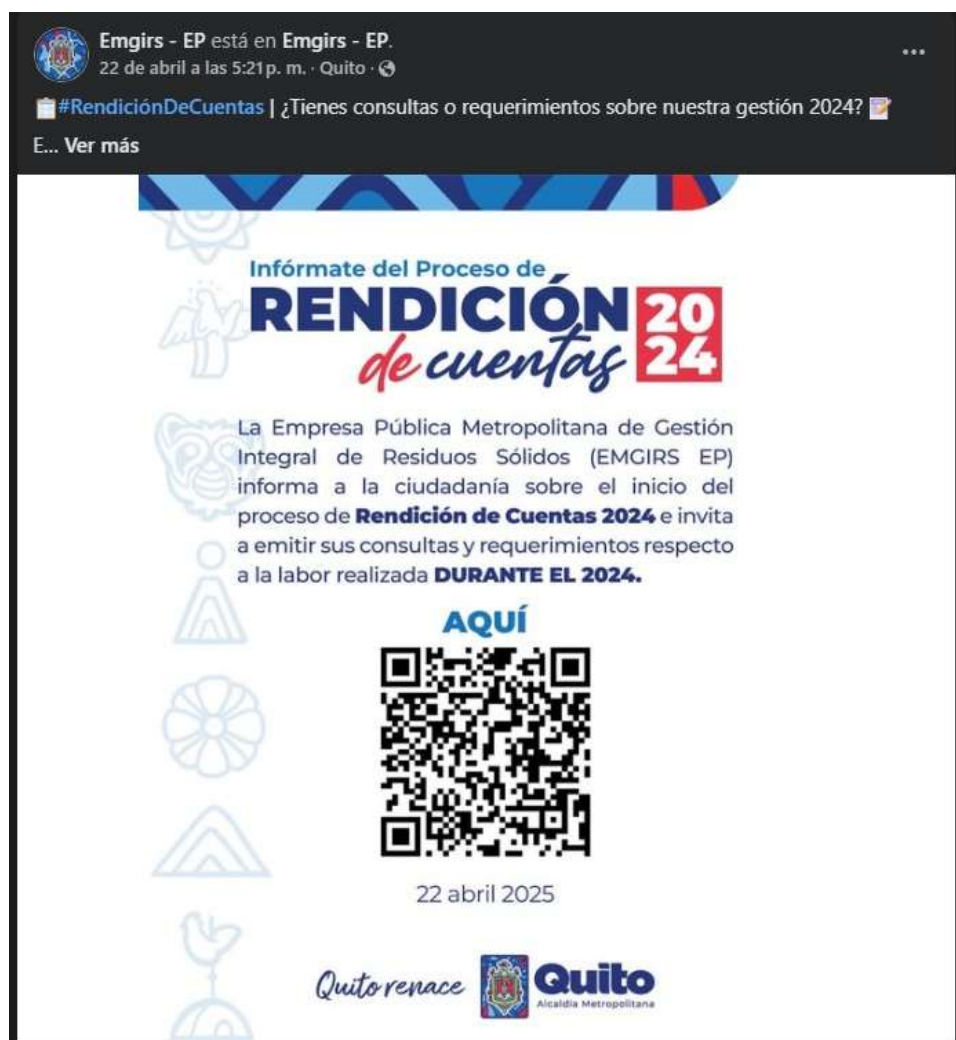 Emgirs - EP está en Emgirs - EP.
22 de abril a las 5:21 p. m. · Quito ·
#RendiciónDeCuentas | ¿Tienes consultas o requerimientos sobre nuestra gestión 2024?
E... Ver más
Infórmate del Proceso de
RENDICIÓN 20
de cuentas 24
La Empresa Pública Metropolitana de Gestión
Integral de Residuos Sólidos (EMGIRS EP)
informa a la ciudadanía sobre el inicio del
proceso de Rendición de Cuentas 2024 e invita
a emitir sus consultas y requerimientos respecto
a la labor realizada DURANTE EL 2024.
AQUÍ
22 abril 2025
Quito renace Quito
Alcaldía Metropolitana